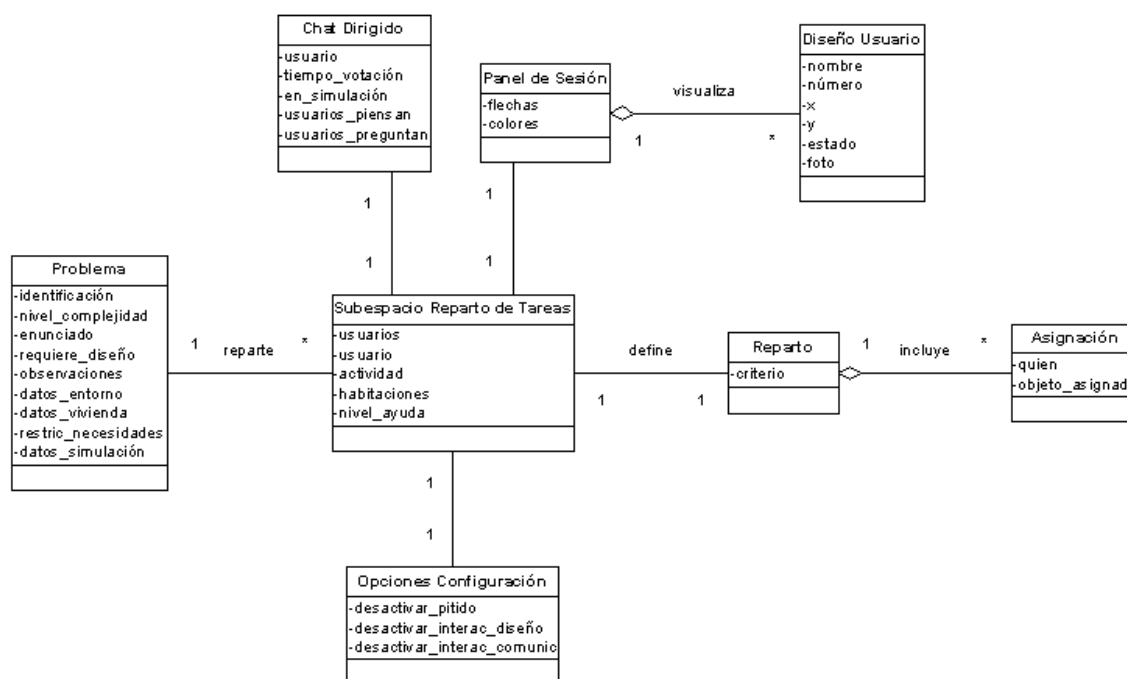 Chat Dirigido
-usuario
-tiempo_votación
-en_simulación
-usuarios_piensan
-usuarios_preguntan
Panel de Sesión
-flechas
-colores
visualiza
1
*
Diseño Usuario
-nombre
-número
-x
-y
-estado
-foto
1
1
1
1
Problema
-identificación
-nivel_complejidad
-enunciado
-requiere_diseño
-observaciones
-datos_entorno
-datos_vivienda
-restric_necesidades
-datos_simulación
1
reparte
*
Subespacio Reparto de Tareas
-usuarios
-usuario
-actividad
-habitaciones
-nivel_ayuda
define
1
1
Reparto
-criterio
1
incluye
*
Asignación
-quien
-objeto_asignad
1
1
Opciones Configuración
-desactivar_pitido
-desactivar_interac_diseño
-desactivar_interac_comunic